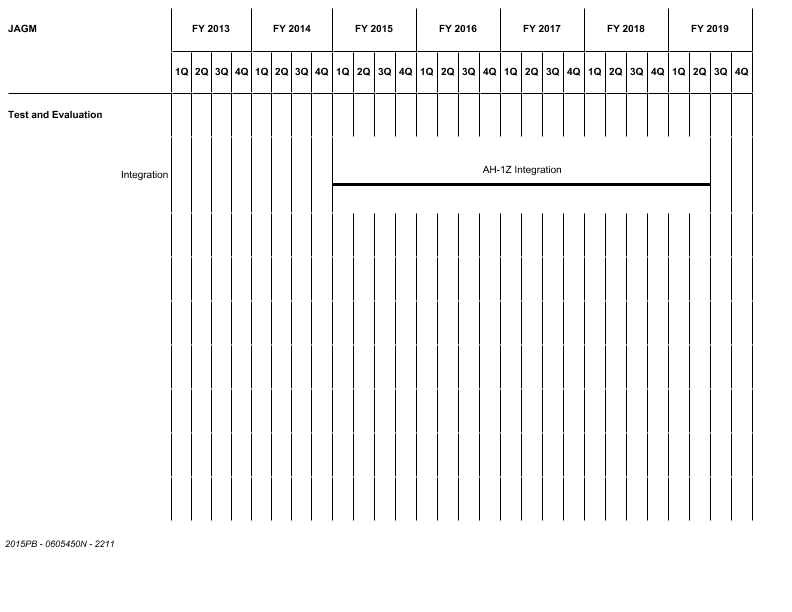 JAGM FY 2013 FY 2014 FY 2015 FY 2016 FY 2017 FY 2018 FY 2019
1Q 2Q 3Q 4Q 1Q 2Q 3Q 4Q 1Q 2Q 3Q 4Q 1Q 2Q 3Q 4Q 1Q 2Q 3Q 4Q 1Q 2Q 3Q 4Q 1Q 2Q 3Q 4Q
Test and Evaluation
AH-1Z Integration
Integration
2015PB - 0605450N - 2211